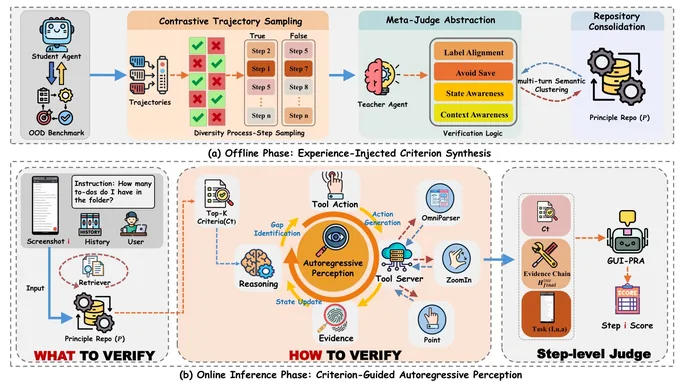 Contrastive Trajectory Sampling
Meta-Judge Abstraction
Repository
Consolidation
Student Agent
OOD Benchmark
Trajectories
True
False
Step 2
Step 5
Step 1
Step 7
Step 5
Step 8
Step n
Step n
Diversity Process-Step Sampling
Teacher Agent
Label Alignment
Avoid Save
State Awareness
Context Awareness
Verification Logic
multi-turn Semantic
Clustering
Principle Repo (P)
(a) Offline Phase: Experience-Injected Criterion Synthesis
Instruction: How many
to-dos do I have in
the folder?
Screenshot i
History
User
Retriever
Input
Principle Repo (P)
WHAT TO VERIFY
Top-K
Criteria(Ct)
Gap
Identification
Tool Action
Action
Generation
Autoregressive
Perception
Reasoning
State Update
Evidence
Tool Server
OmniParser
ZoomIn
Point
HOW TO VERIFY
Ct
Evidence Chain
Task (I,u,a)
GUI-PRA
SCORE
Step i Score
Step-level Judge
(b) Online Inference Phase: Criterion-Guided Autoregressive Perception